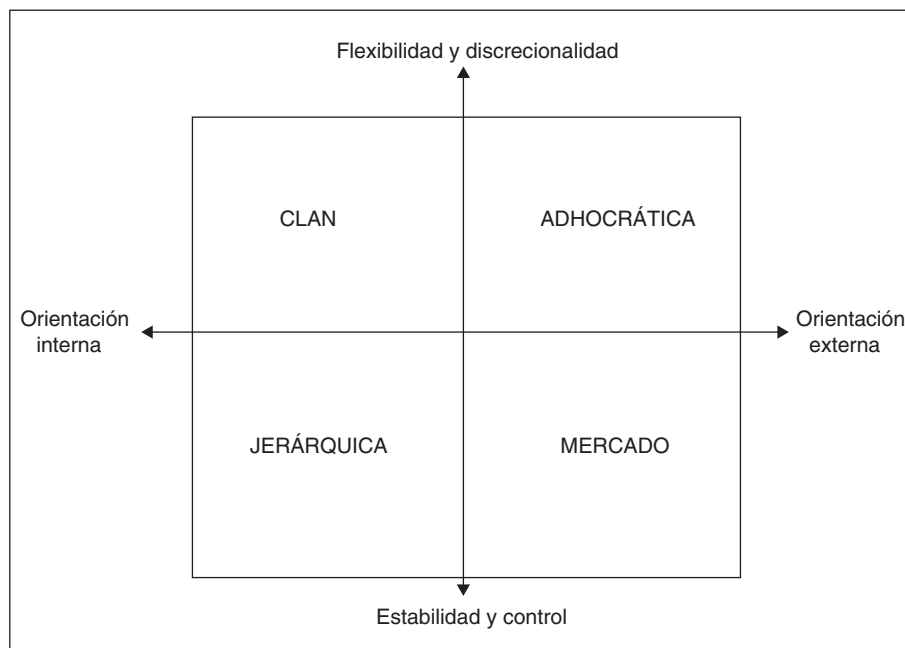 Flexibilidad y discrecionalidad
CLAN
ADHOCRÁTICA
Orientación
interna
Orientación
externa
JERÁRQUICA
MERCADO
Estabilidad y control